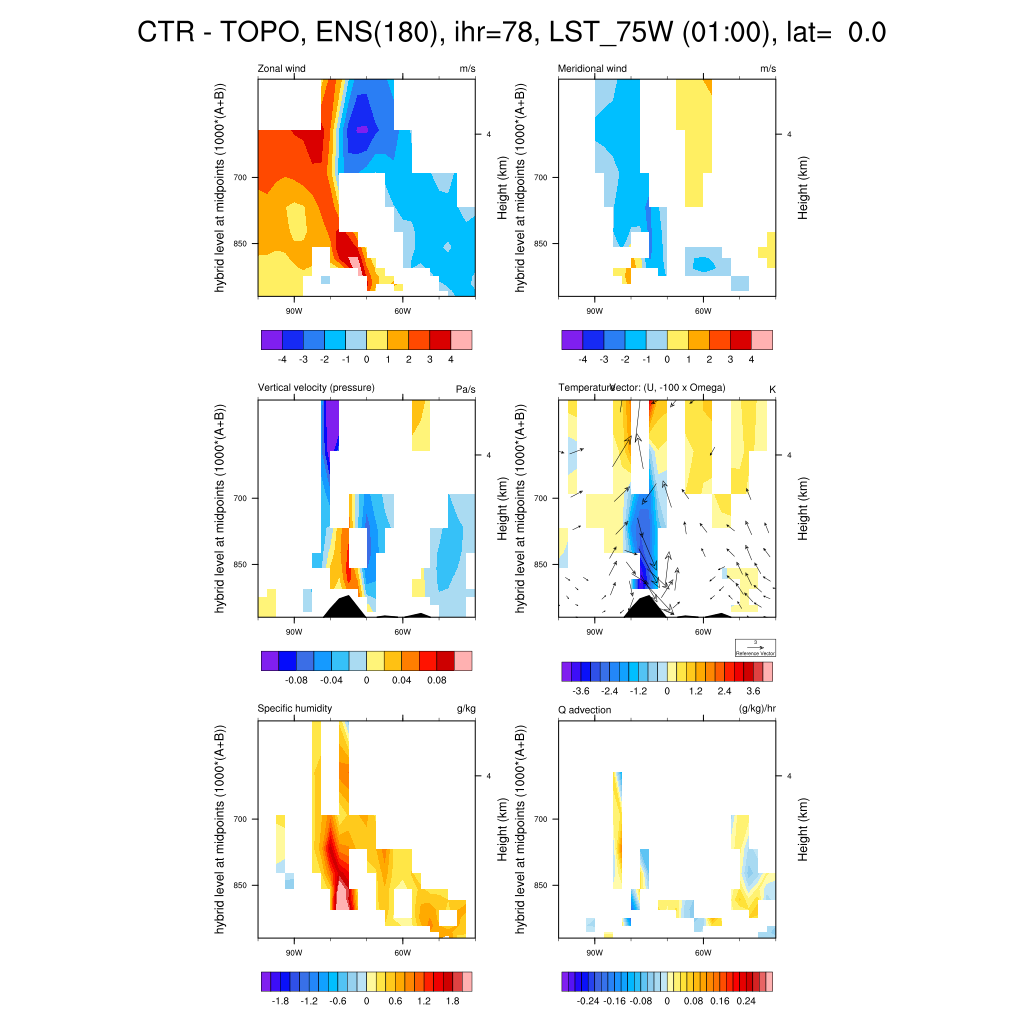 CTR - TOPO, ENS(180), ihr=78, LST_75W (01:00), lat= 0.0
Zonal wind m/s
hybrid level at midpoints (1000*(A+B))
700
850
4
Height (km)
90W 60W
-4 -3 -2 -1 0 1 2 3 4
Meridional wind m/s
hybrid level at midpoints (1000*(A+B))
700
850
4
Height (km)
90W 60W
-4 -3 -2 -1 0 1 2 3 4
Vertical velocity (pressure) Pa/s
hybrid level at midpoints (1000*(A+B))
700
850
4
Height (km)
90W 60W
-0.08 -0.04 0 0.04 0.08
Temperature Vector: (U, -100 x Omega) K
hybrid level at midpoints (1000*(A+B))
700
850
4
Height (km)
90W 60W
3
Reference Vector
-3.6 -2.4 -1.2 0 1.2 2.4 3.6
Specific humidity g/kg
hybrid level at midpoints (1000*(A+B))
700
850
4
Height (km)
90W 60W
-1.8 -1.2 -0.6 0 0.6 1.2 1.8
Q advection (g/kg)/hr
hybrid level at midpoints (1000*(A+B))
700
850
4
Height (km)
90W 60W
-0.24 -0.16 -0.08 0 0.08 0.16 0.24